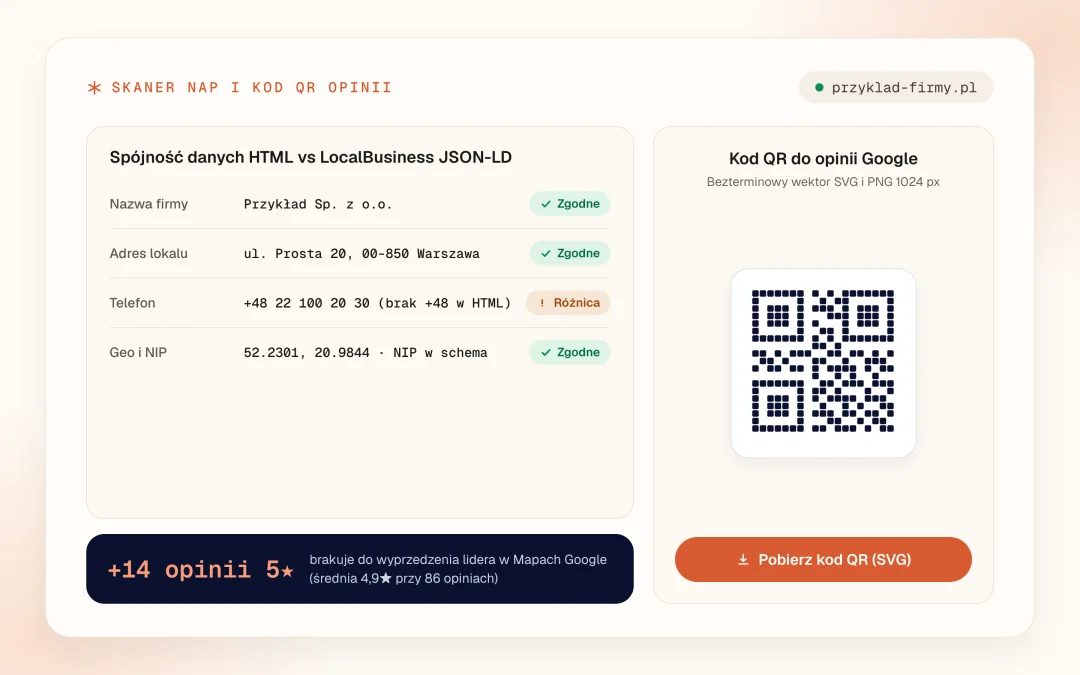 SKANER NAP I KOD QR OPINII
przyklad-firmy.pl
Spójność danych HTML vs LocalBusiness JSON-LD
Nazwa firmy Przykład Sp. z o.o. Zgodne
Adres lokalu ul. Prosta 20, 00-850 Warszawa Zgodne
Telefon +48 22 100 20 30 (brak +48 w HTML) ! Różnica
Geo i NIP 52.2301, 20.9844 · NIP w schema Zgodne
+14 opinii 5★
brakuje do wyprzedzenia lidera w Mapach Google
(średnia 4,9★ przy 86 opiniach)
Kod QR do opinii Google
Bezterminowy wektor SVG i PNG 1024 px
Pobierz kod QR (SVG)